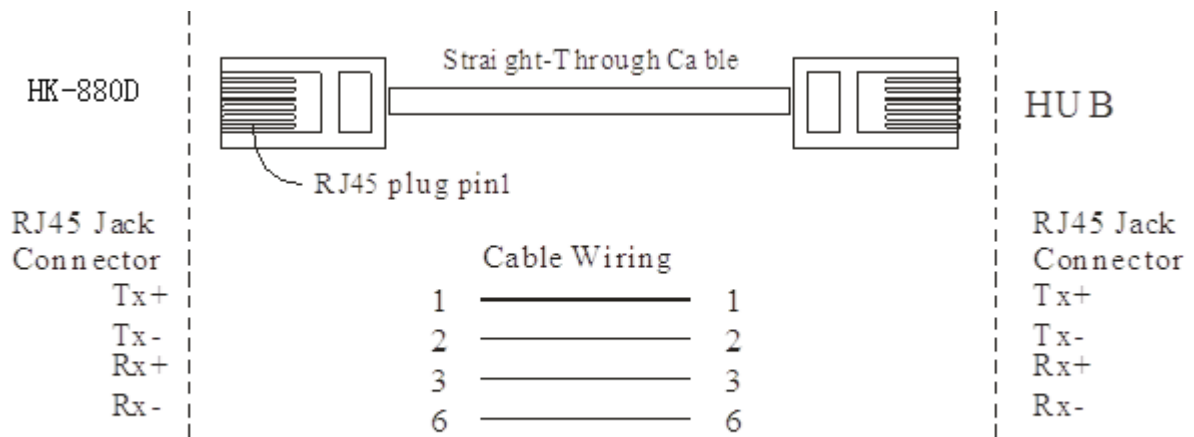 Straight-Through Cable
HK-880D
HUB
RJ45 plug pin1
RJ45 Jack
Connector
RJ45 Jack
Connector
Cable Wiring
Tx+ 1 1 Tx+
Tx- 2 2 Tx-
Rx+ 3 3 Rx+
Rx- 6 6 Rx-